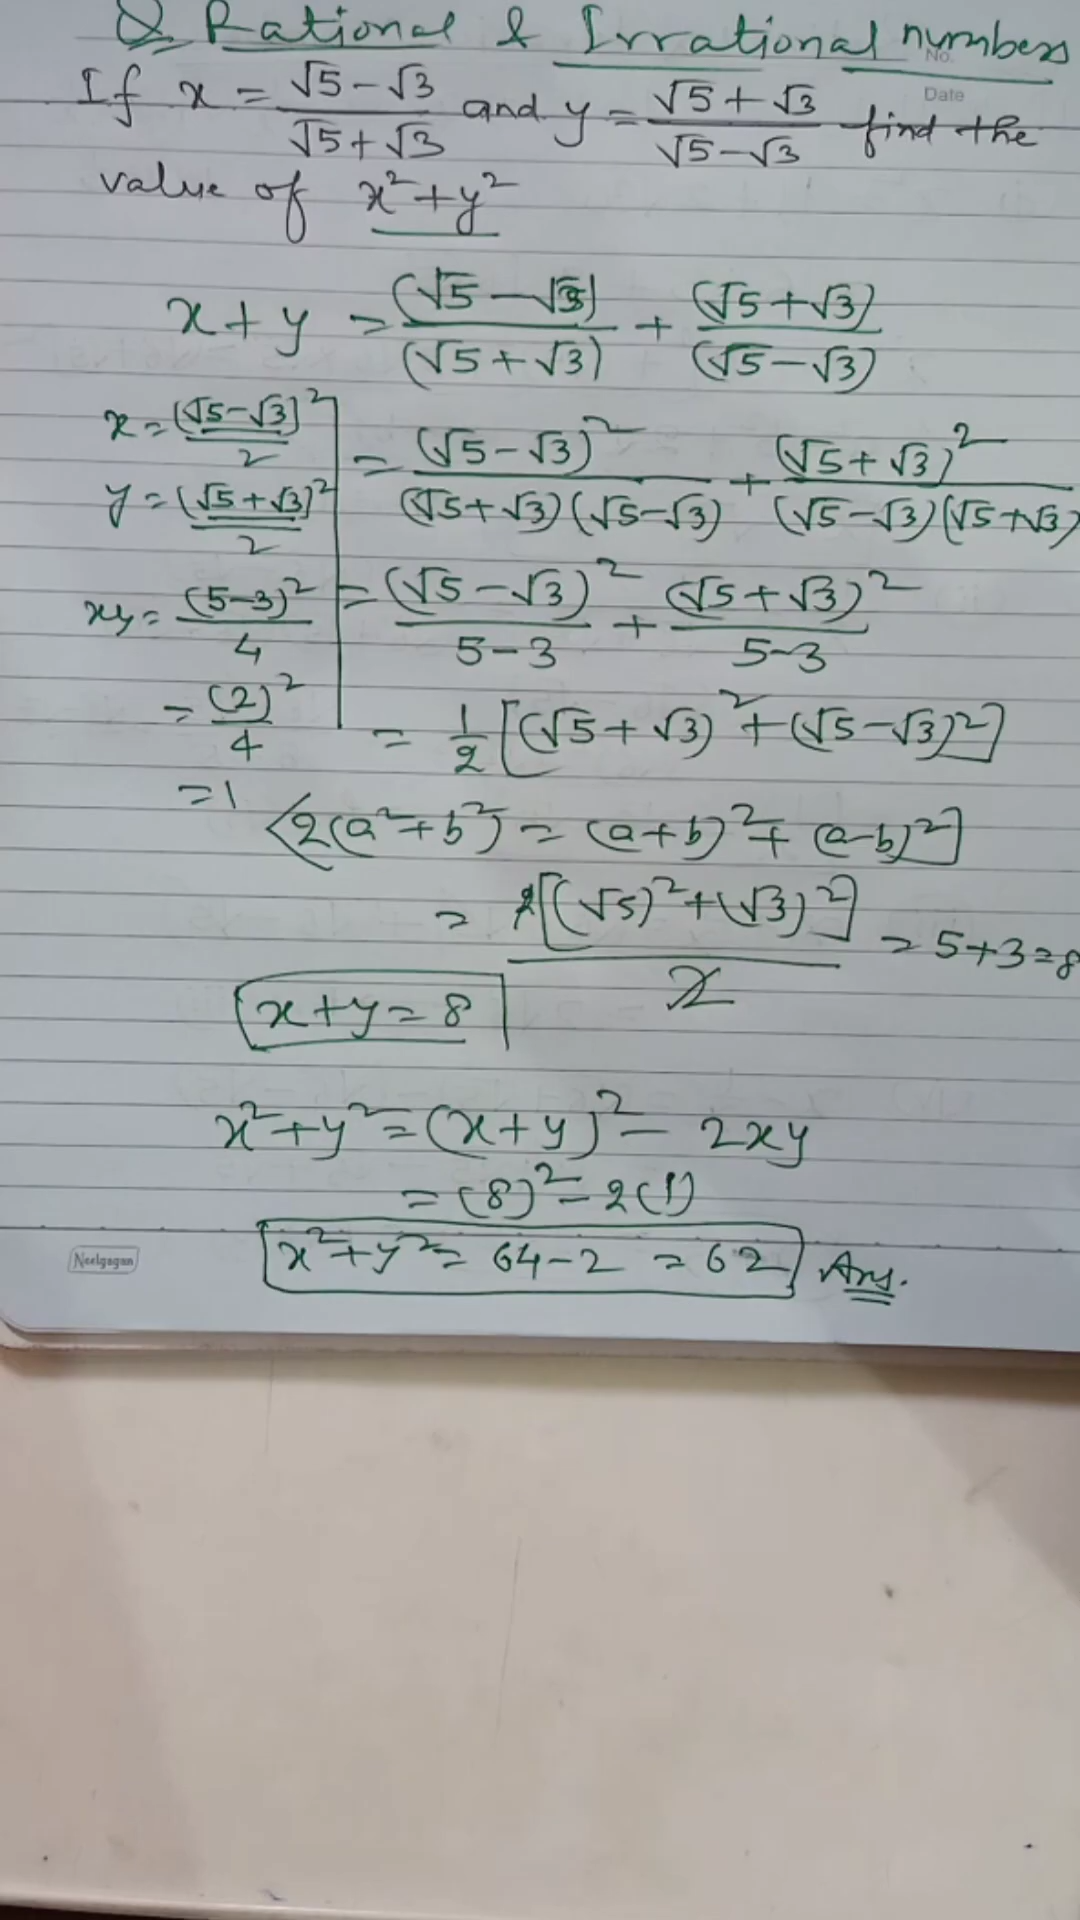 Q Rational & Irrational numbers
No.
If x = √5-√3/√5+√3 and y = √5+√3/√5-√3 find the
Date
value of x²+y²
x+y = (√5-√3)/(√5+√3) + (√5+√3)/(√5-√3)
x = (√5-√3)²/2
= (√5-√3)²/(√5+√3)(√5-√3) + (√5+√3)²/(√5-√3)(√5+√3)
y = (√5+√3)²/2
xy = (5-3)²/4
= (√5-√3)²/5-3 + (√5+√3)²/5-3
= (2)²/4
= 1/2 [(√5+√3)²+(√5-√3)²]
=1
<2(a²+b²) = (a+b)²+(a-b)²]
= 2[(√5)²+(√3)²]/2 = 5+3=8
x+y=8
x²+y²=(x+y)²-2xy
=(8)²-2(1)
x²+y²=64-2=62 Ans.
Neelgagan